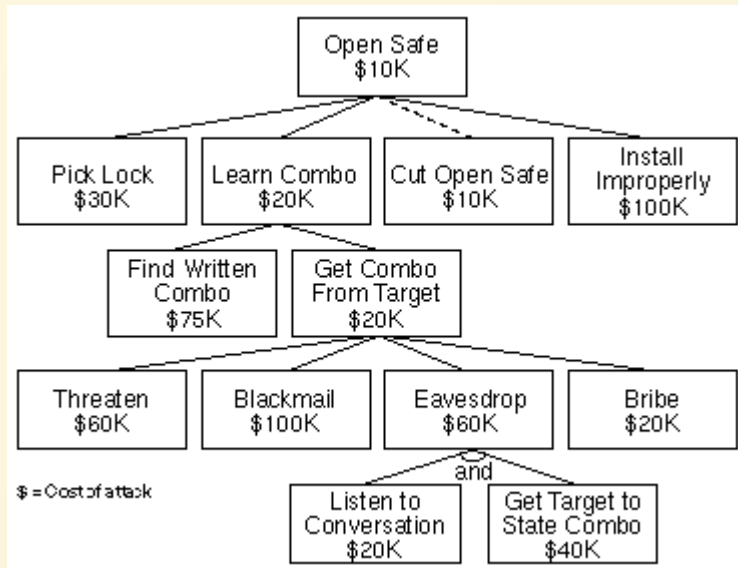 Open Safe
$10K
Pick Lock
$30K
Learn Combo
$20K
Cut Open Safe
$10K
Install
Improperly
$100K
Find Written
Combo
$75K
Get Combo
From Target
$20K
Threaten
$60K
Blackmail
$100K
Eavesdrop
$60K
Bribe
$20K
and
$ = Cost of attack
Listen to
Conversation
$20K
Get Target to
State Combo
$40K